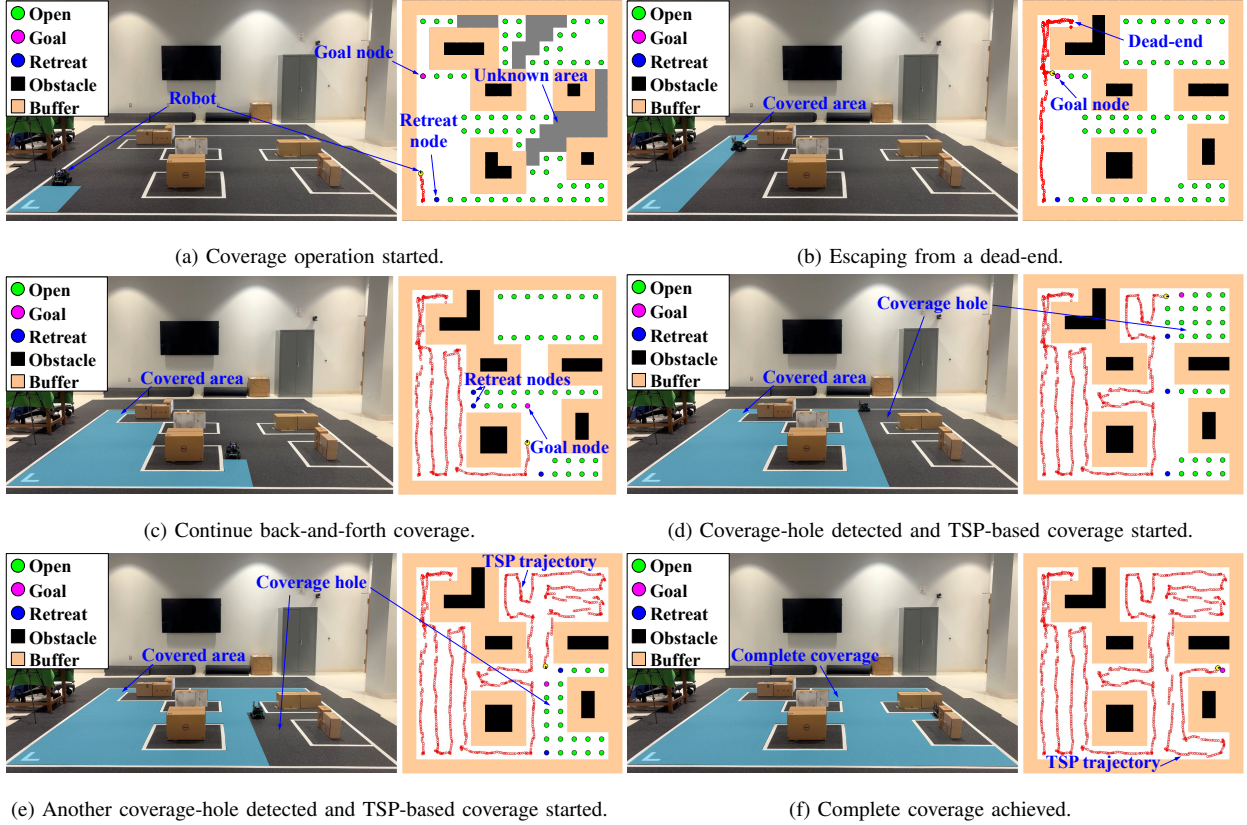 Open
Goal
Retreat
Obstacle
Buffer
Robot
Goal node
Unknown area
Retreat
node
(a) Coverage operation started.
Open
Goal
Retreat
Obstacle
Buffer
Covered area
Dead-end
Goal node
(b) Escaping from a dead-end.
Open
Goal
Retreat
Obstacle
Buffer
Covered area
Retreat nodes
Goal node
(c) Continue back-and-forth coverage.
Open
Goal
Retreat
Obstacle
Buffer
Coverage hole
Covered area
(d) Coverage-hole detected and TSP-based coverage started.
Open
Goal
Retreat
Obstacle
Buffer
TSP trajectory
Coverage hole
Covered area
(e) Another coverage-hole detected and TSP-based coverage started.
Open
Goal
Retreat
Obstacle
Buffer
Complete coverage
TSP trajectory
(f) Complete coverage achieved.